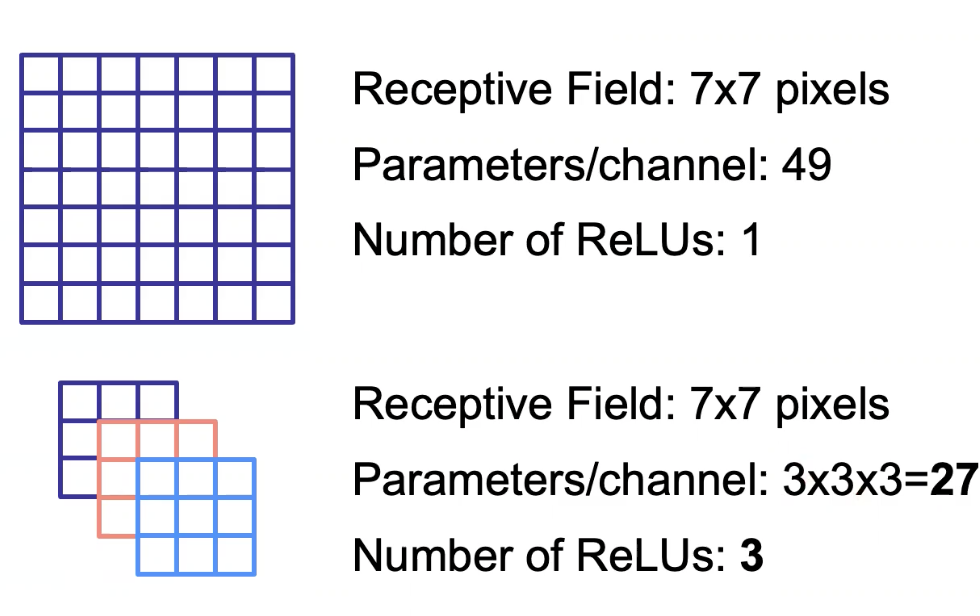 Receptive Field: 7x7 pixels
Parameters/channel: 49
Number of ReLUs: 1
Receptive Field: 7x7 pixels
Parameters/channel: 3x3x3=27
Number of ReLUs: 3